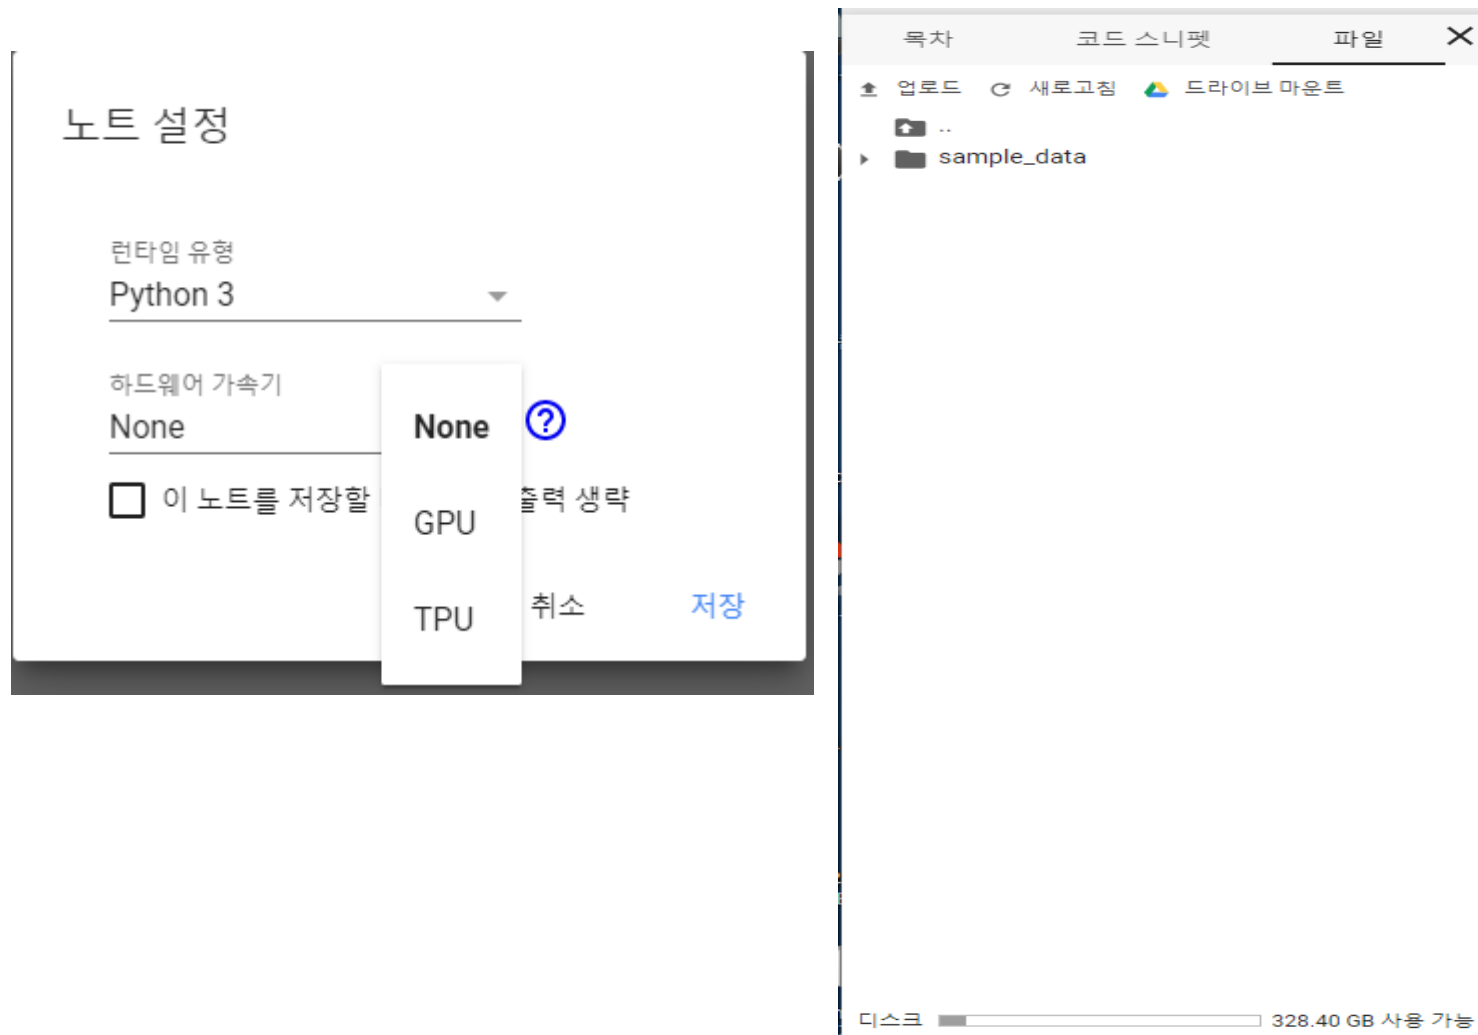 노트 설정
런타임 유형
Python 3
하드웨어 가속기
None
None
GPU
TPU
이 노트를 저장할 출력 생략
취소 저장
목차 코드 스니펫 파일
업로드 새로고침 드라이브 마운트
..
sample_data
디스크 328.40 GB 사용 가능